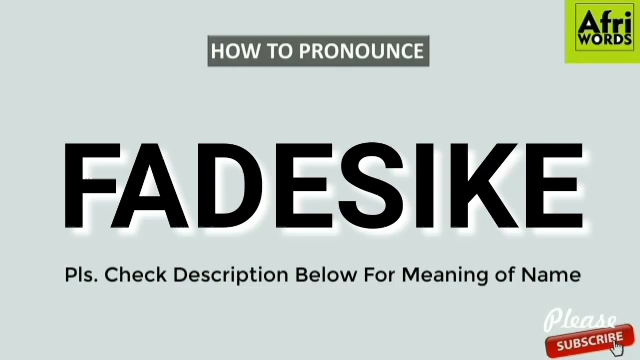 HOW TO PRONOUNCE
Afri
WORDS
FADESIKE
Pls. Check Description Below For Meaning of Name
Please
SUBSCRIBE